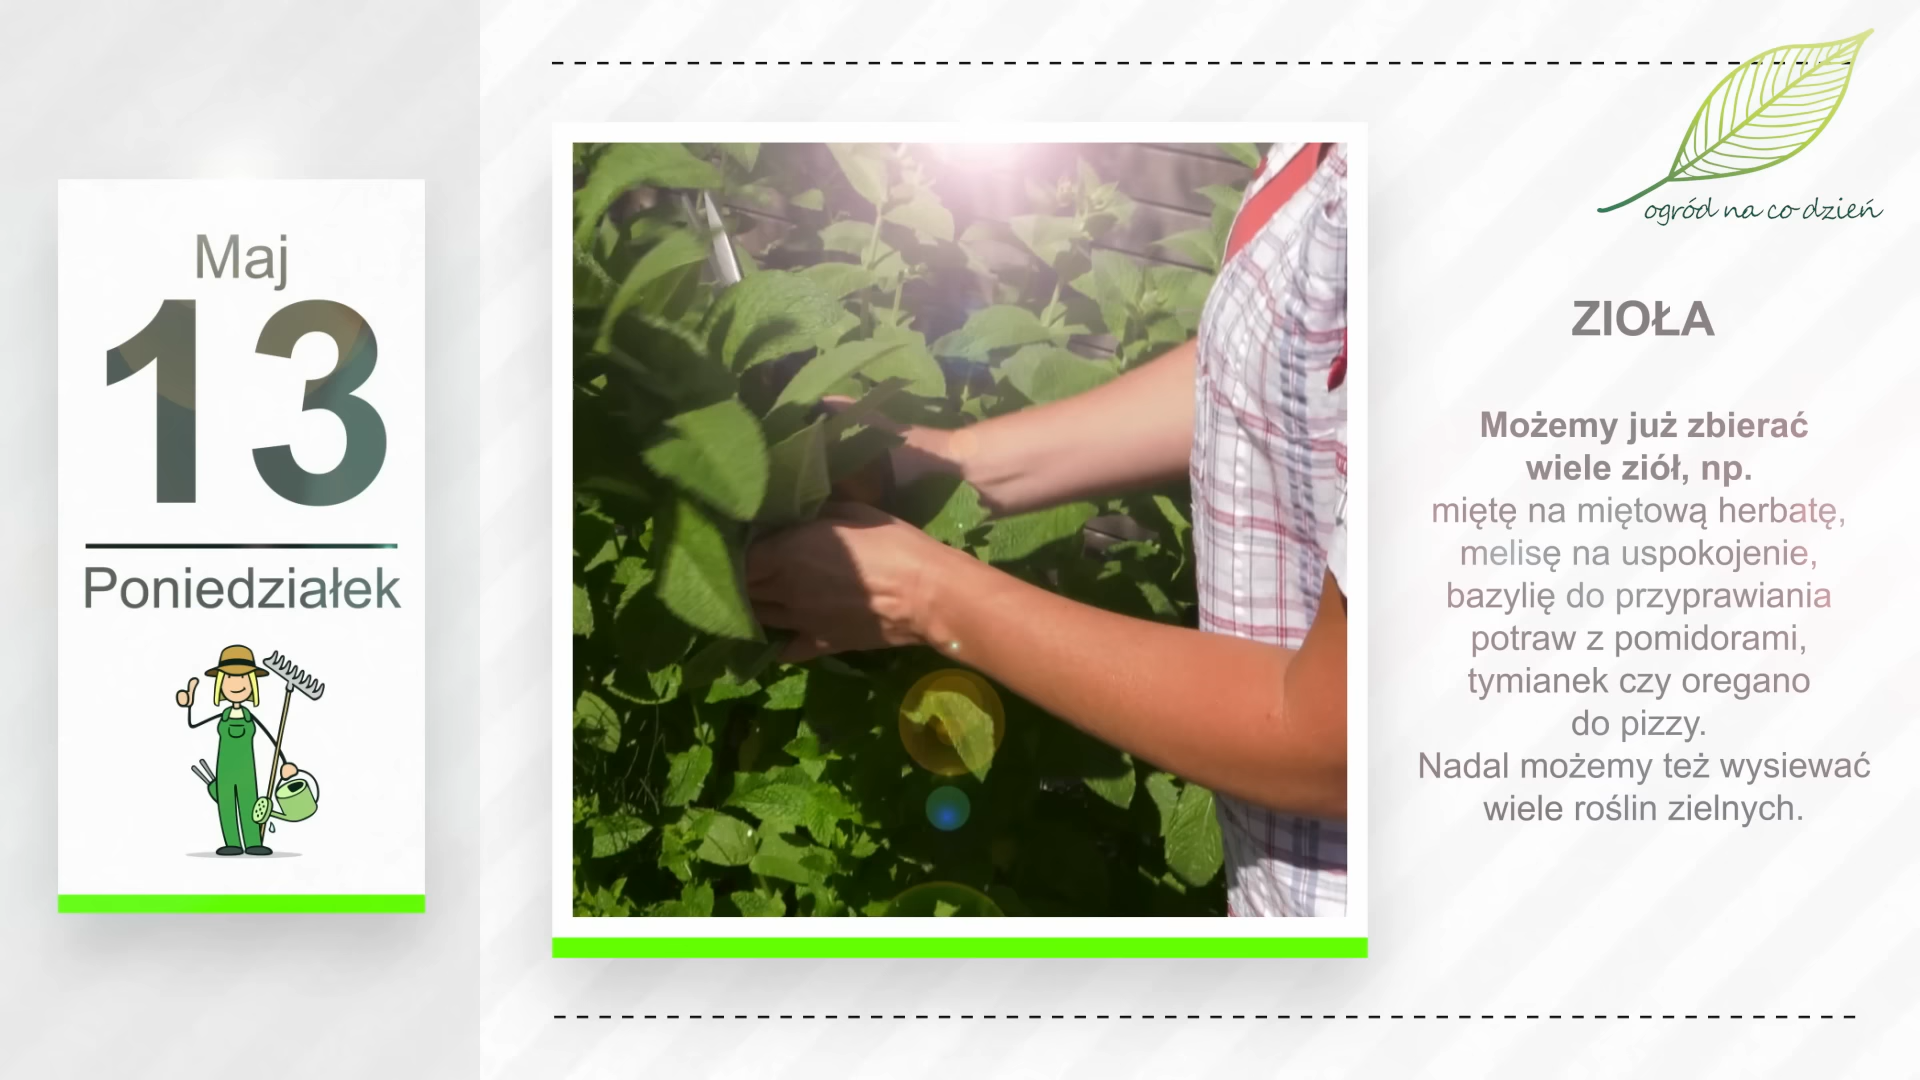 Maj
13
Poniedziałek
ogród na co dzień
ZIOŁA
Możemy już zbierać
wiele ziół, np.
miętę na miętową herbatę,
melisę na uspokojenie,
bazylię do przyprawiania
potraw z pomidorami,
tymianek czy oregano
do pizzy.
Nadal możemy też wysiewać
wiele roślin zielnych.